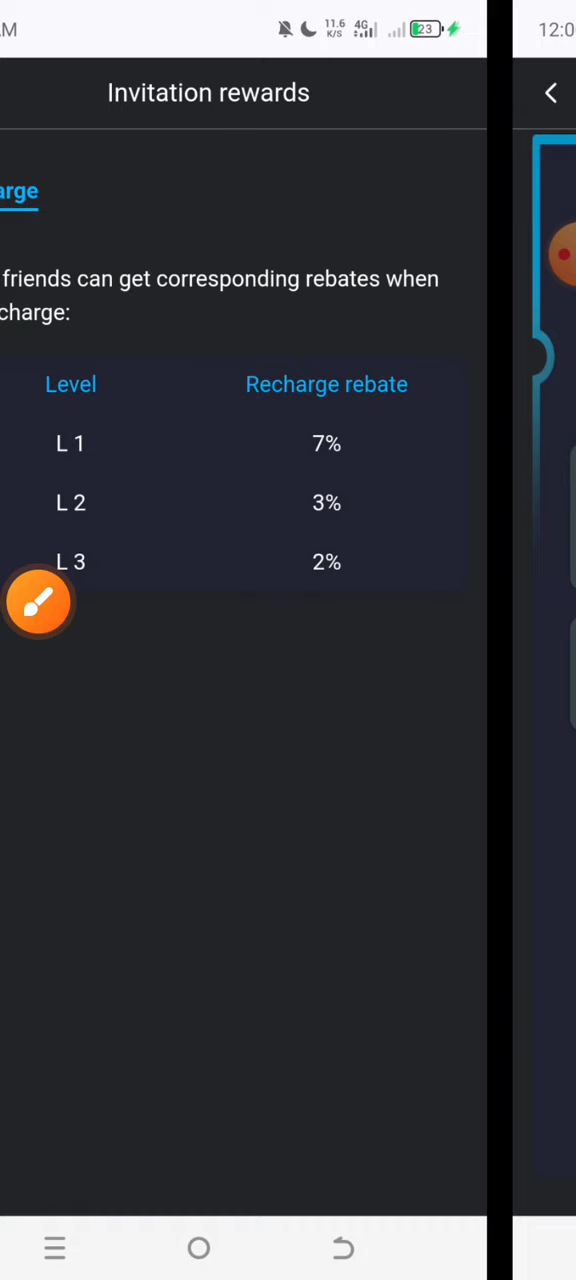 AM
11.6
K/S
4G
23
12:0
Invitation rewards
arge
friends can get corresponding rebates when
charge:
Level Recharge rebate
L 1 7%
L 2 3%
L 3 2%